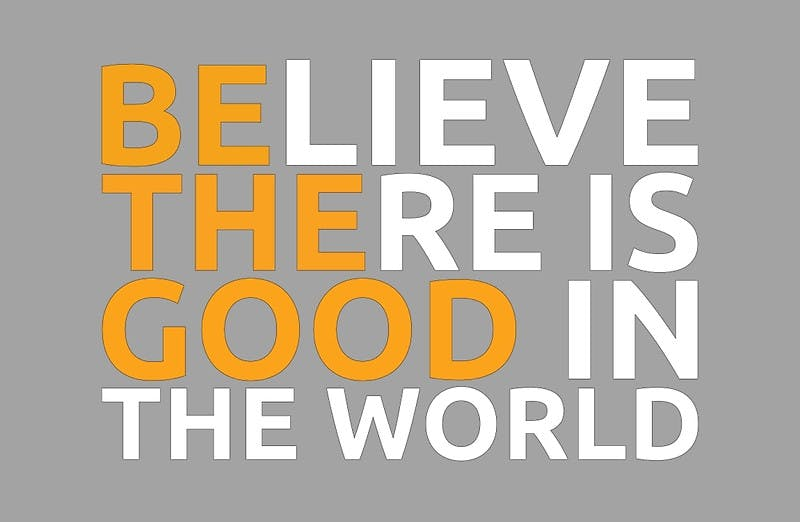 BELIEVE
THERE IS
GOOD IN
THE WORLD